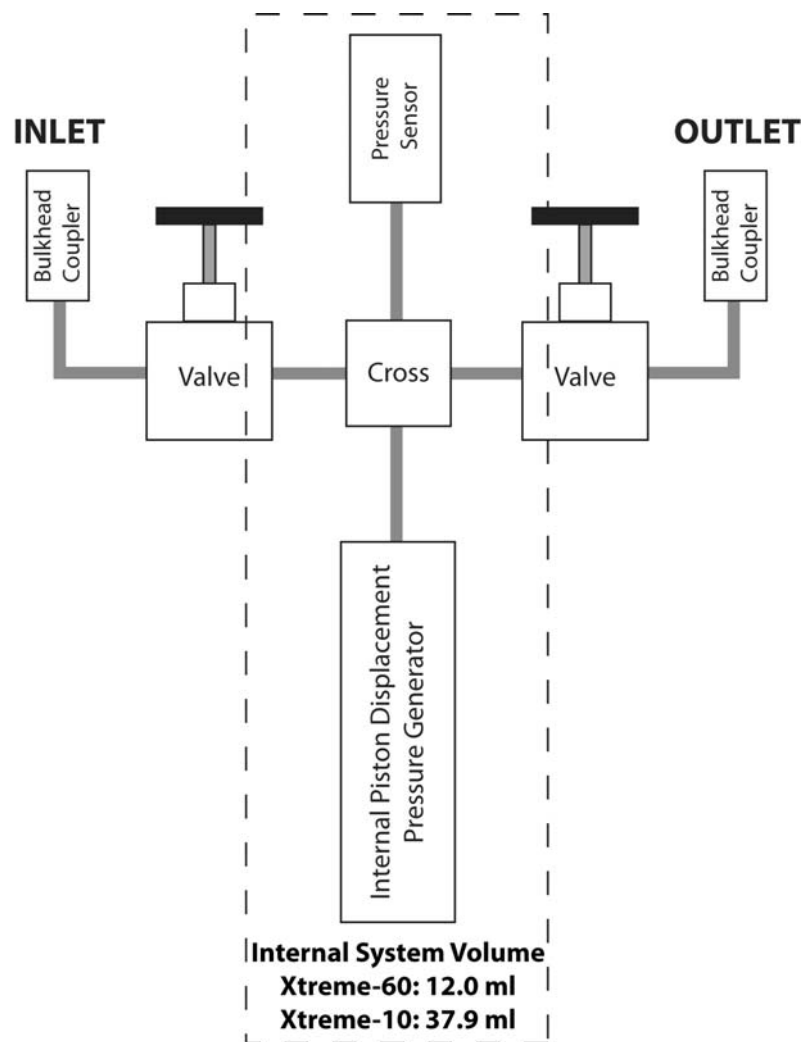 Pressure
Sensor
INLET
OUTLET
Bulkhead
Coupler
Bulkhead
Coupler
Valve
Cross
Valve
Internal Piston Displacement
Pressure Generator
Internal System Volume
Xtreme-60: 12.0 ml
Xtreme-10: 37.9 ml